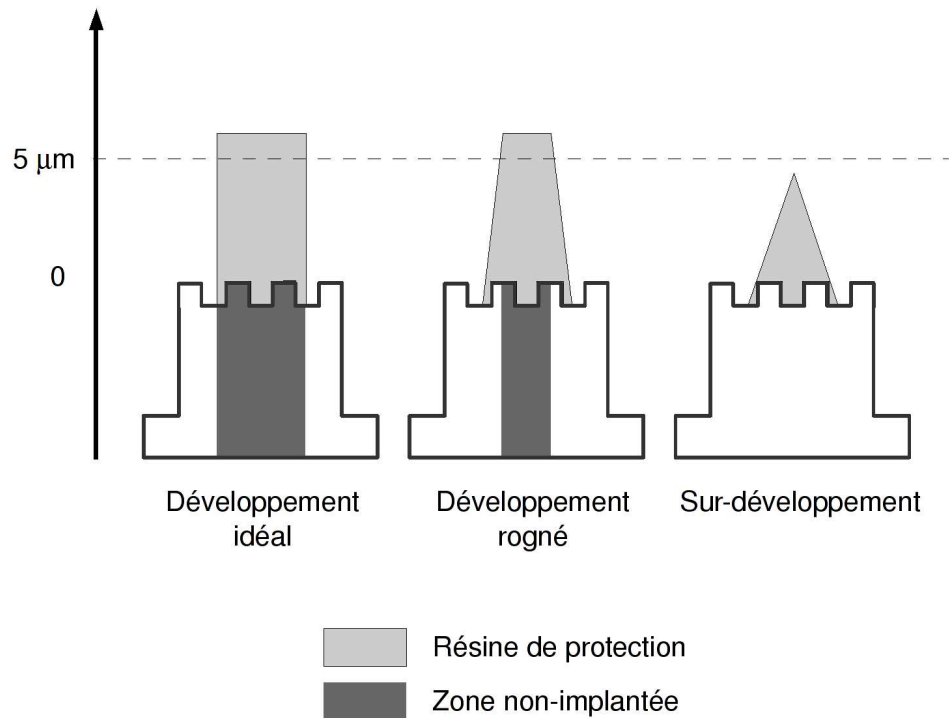 5 μm
0
Développement
idéal
Développement
rogné
Sur-développement
Résine de protection
Zone non-implantée